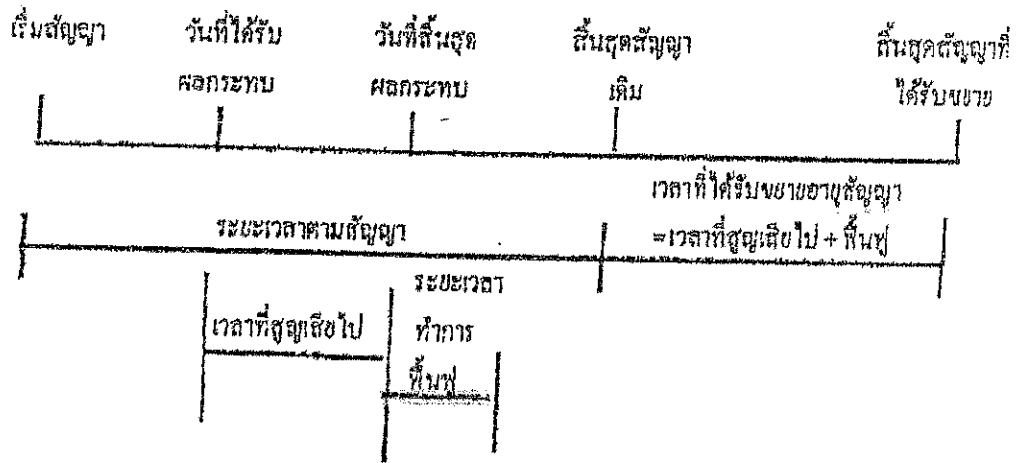 เริ่มสัญญา
วันที่ได้รับ
ผลกระทบ
วันที่สิ้นสุด
ผลกระทบ
สิ้นสุดสัญญา
เดิม
สิ้นสุดสัญญาที่
ได้รับขยาย
เวลาที่ได้รับขยายอายุสัญญา
=เวลาที่สูญเสียไป + ฟื้นฟู
ระยะเวลาตามสัญญา
เวลาที่สูญเสียไป
ระยะเวลา
ทำการ
ฟื้นฟู